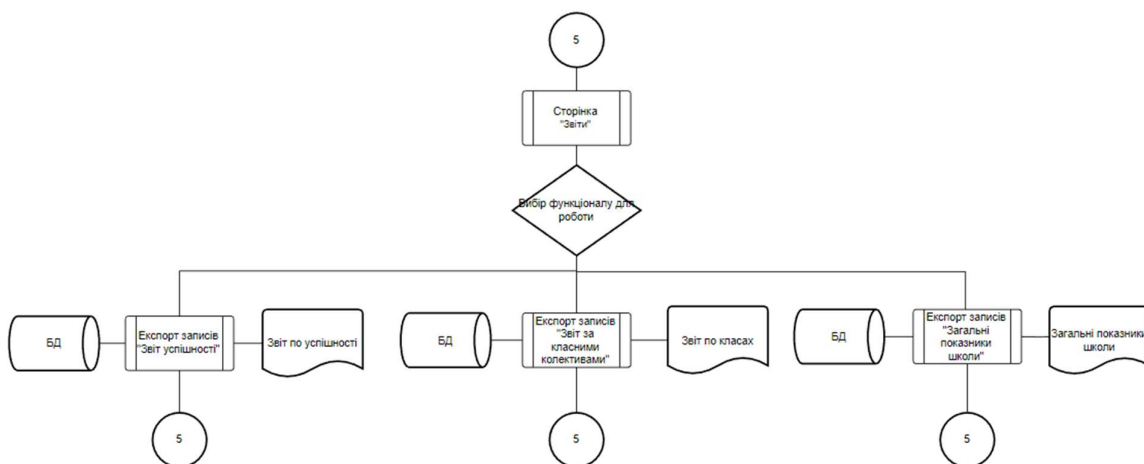 5
Сторінка
"Звіти"
Вибір функціоналу для
роботи
БД
Експорт записів
"Звіт успішності"
Звіт по успішності
БД
Експорт записів
"Звіт за
класними
колективами"
Звіт по класах
БД
Експорт записів
"Загальні
показники
школи"
Загальні показники
школи
5
5
5